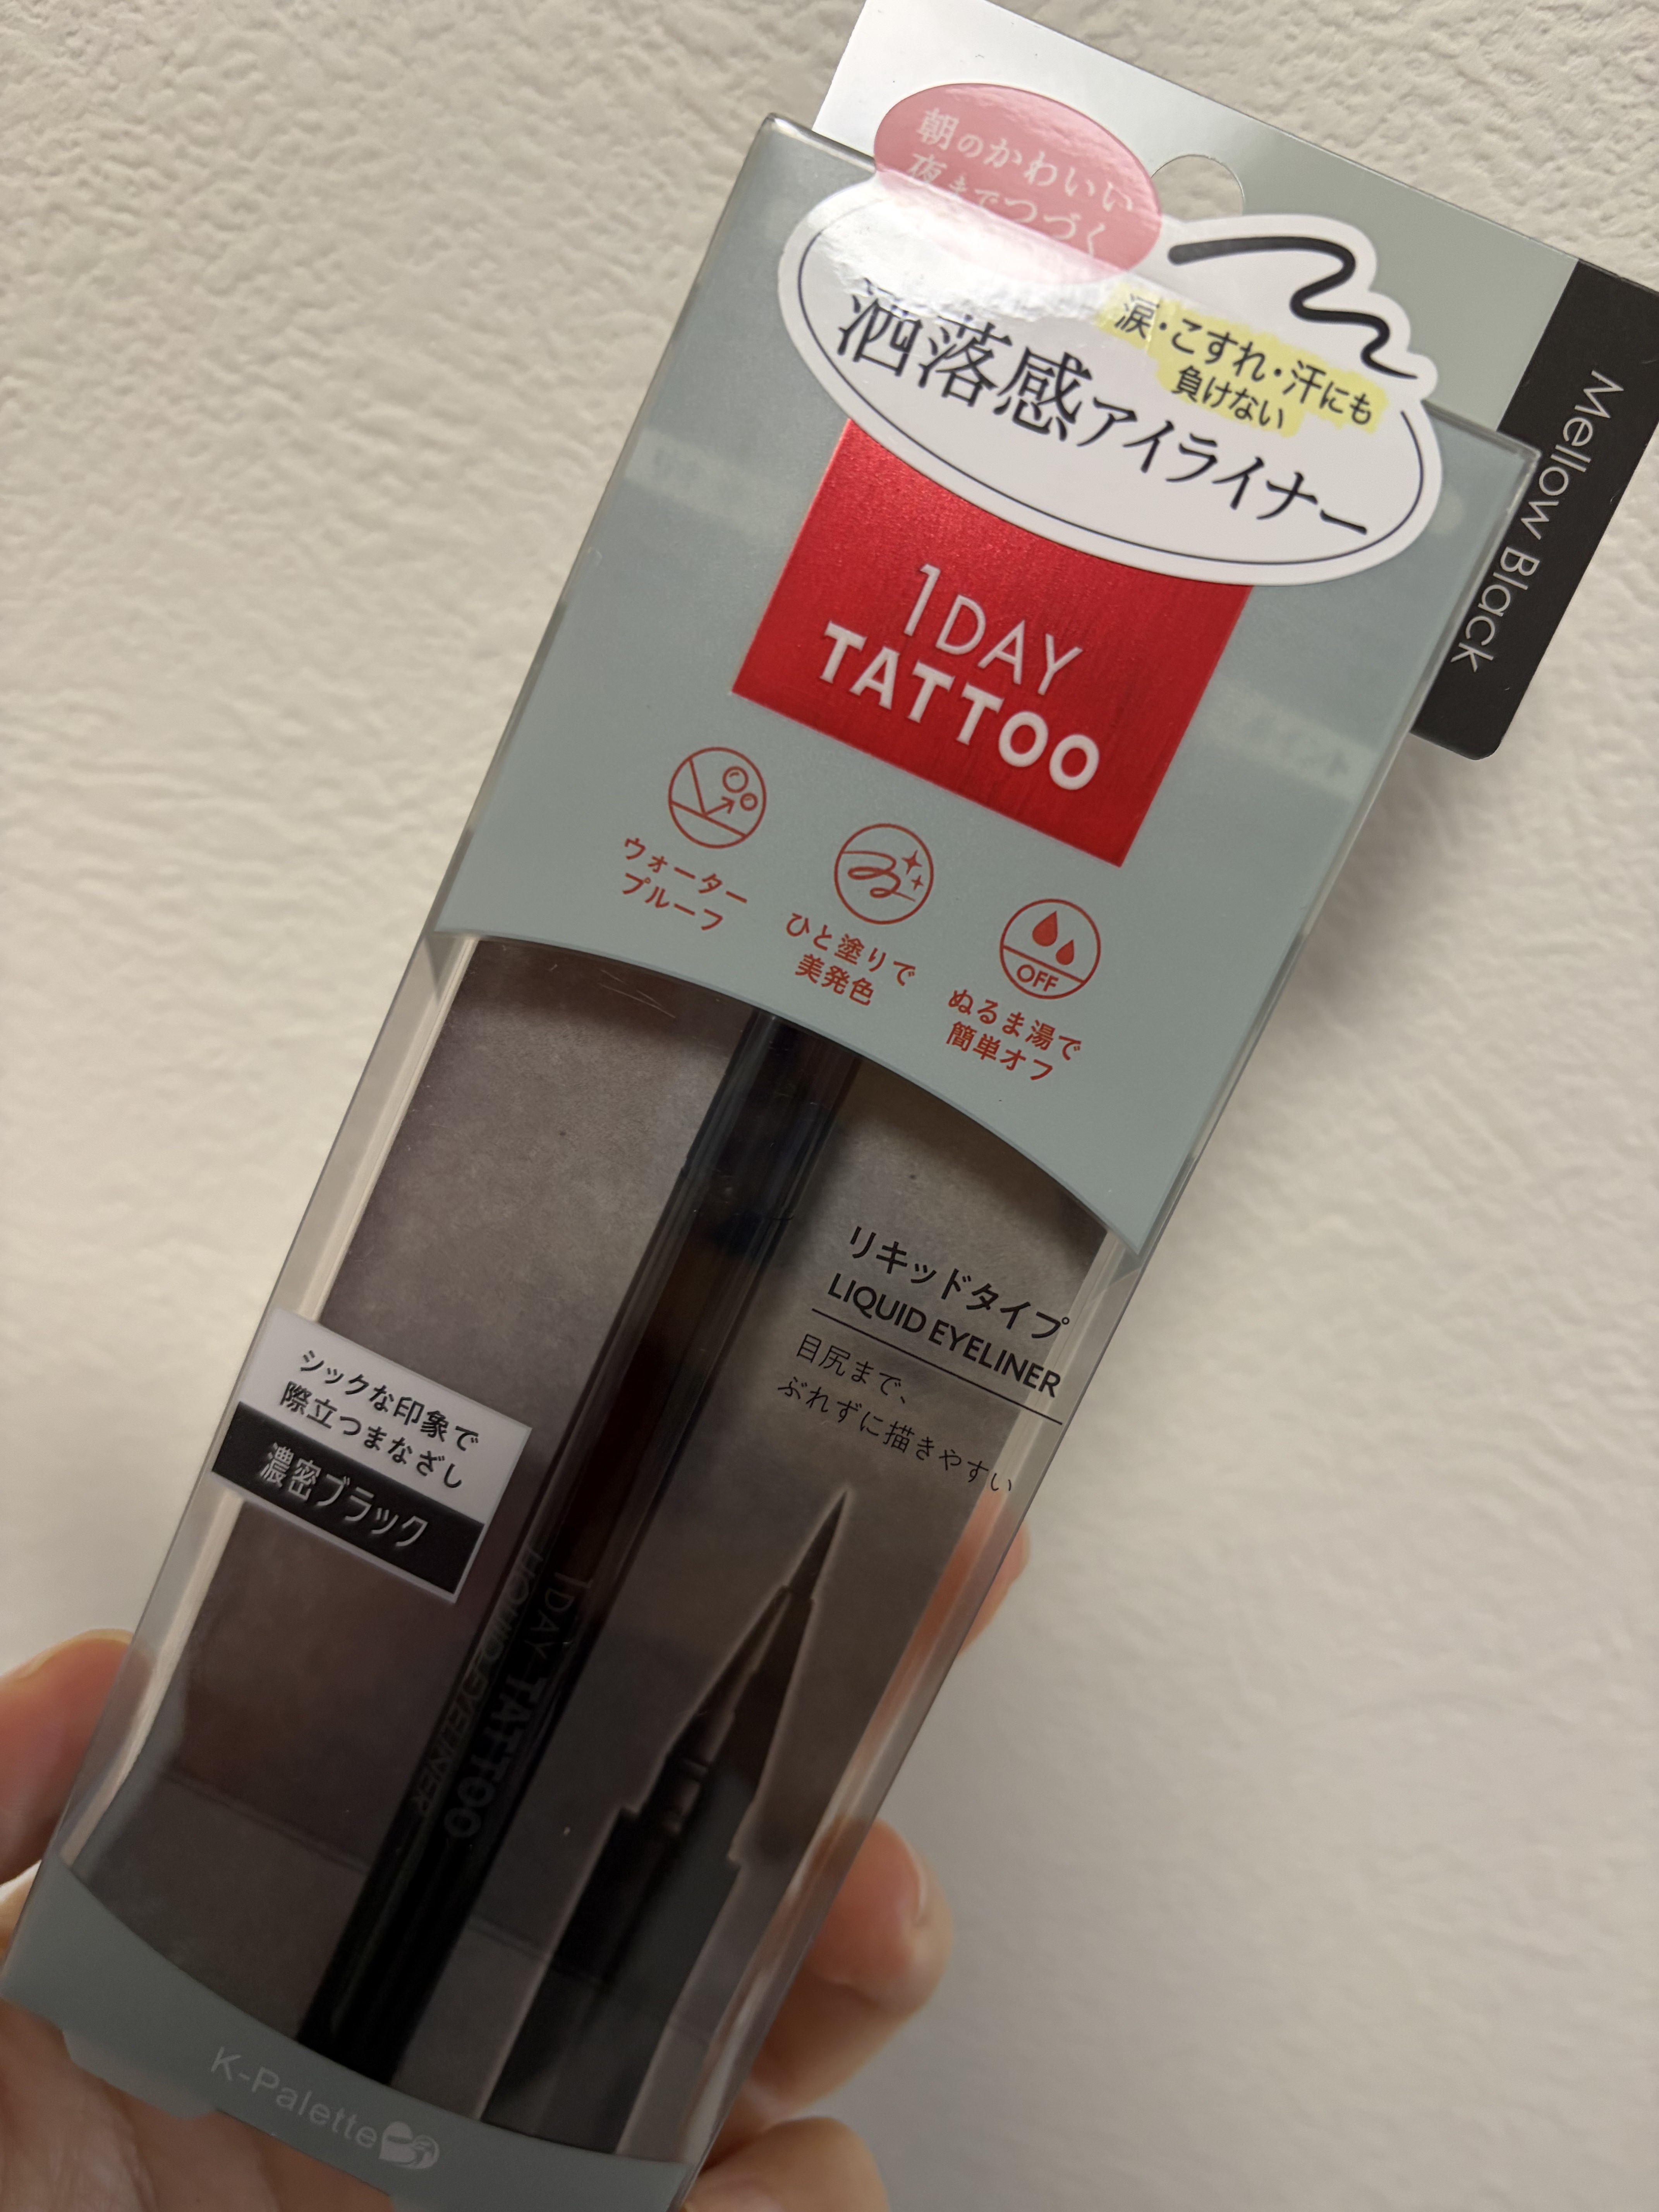 朝のかわいい
夜までつづく
涙・こすれ・汗にも
負けない
洒落感アイライナー
Mellow Black
1DAY
TATTOO
ウォーター
プルーフ
ひと塗りで
美発色
OFF
ぬるま湯で
簡単オフ
リキッドタイプ
LIQUID EYELINER
目尻まで、
ぶれずに描きやすい
シックな印象で
際立つまなざし
濃密ブラック
1DAY TATTOO
LIQUID EYELINER
K-Palette